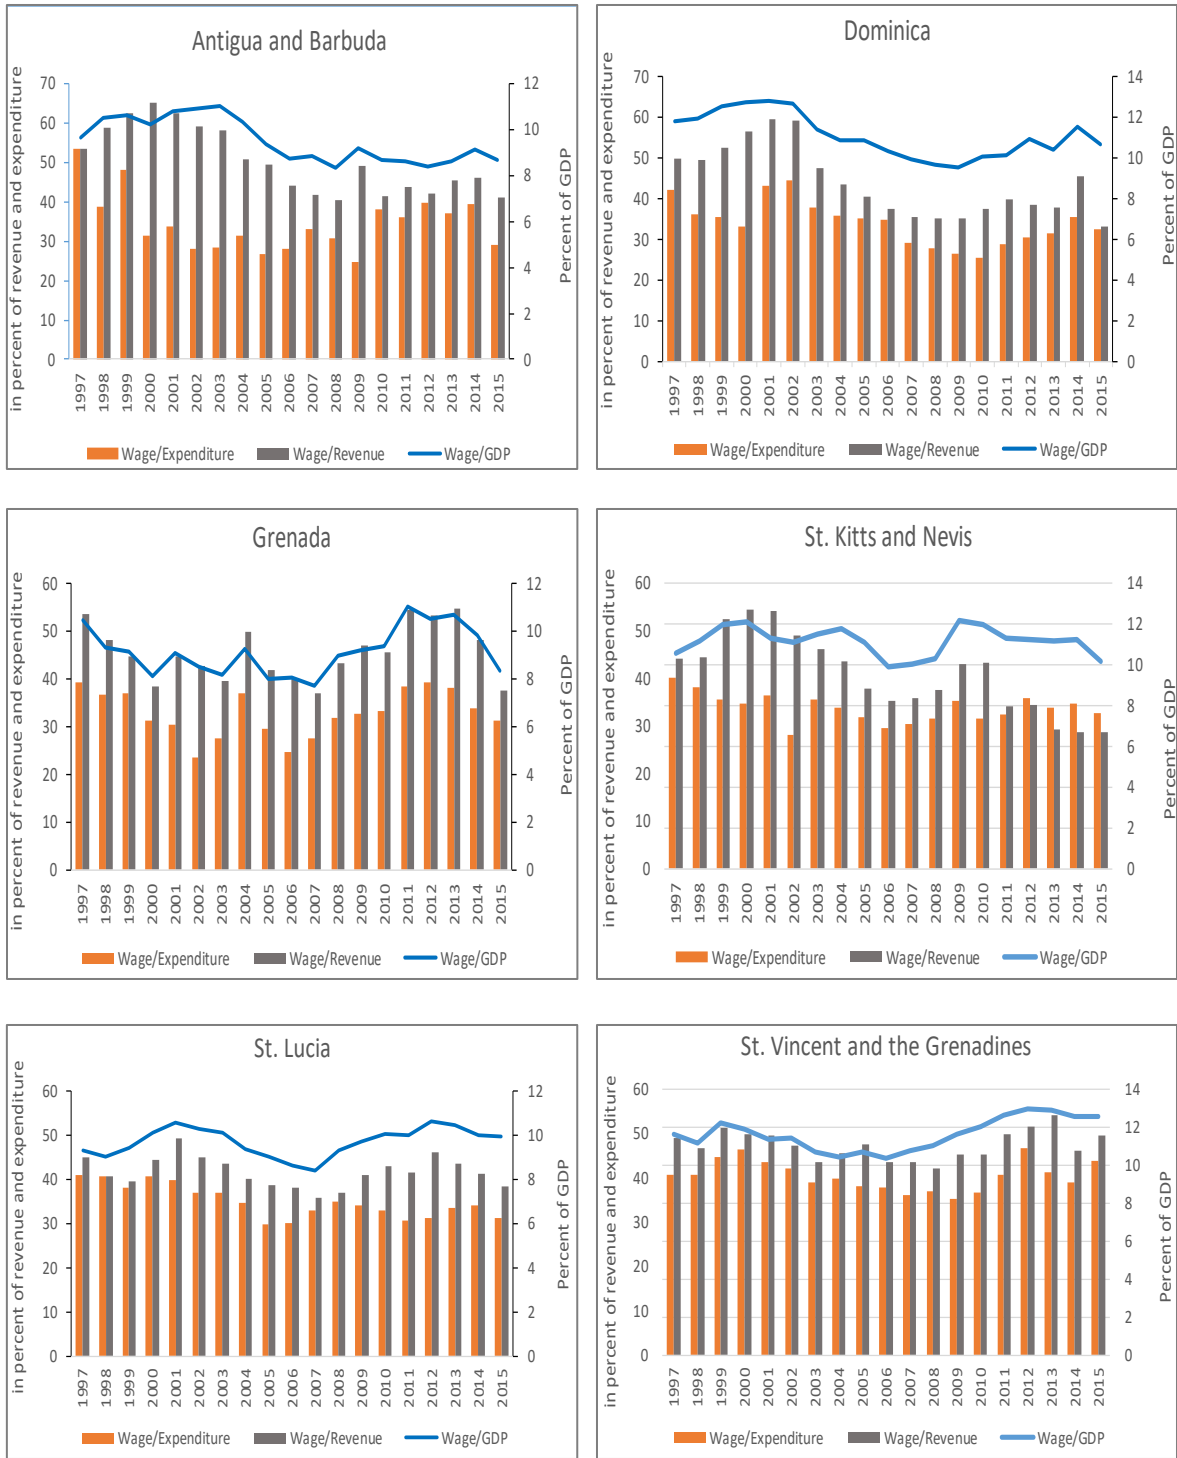 Antigua and Barbuda
in percent of revenue and expenditure
70
60
50
40
30
20
10
0
12
10
8
6
4
2
0
Percent of GDP
1997 1998 1999 2000 2001 2002 2003 2004 2005 2006 2007 2008 2009 2010 2011 2012 2013 2014 2015
Wage/Expenditure Wage/Revenue Wage/GDP
Dominica
in percent of revenue and expenditure
70
60
50
40
30
20
10
0
14
12
10
8
6
4
2
0
Percent of GDP
1997 1998 1999 2000 2001 2002 2003 2004 2005 2006 2007 2008 2009 2010 2011 2012 2013 2014 2015
Wage/Expenditure Wage/Revenue Wage/GDP
Grenada
in percent of revenue and expenditure
60
50
40
30
20
10
0
12
10
8
6
4
2
0
Percent of GDP
1997 1998 1999 2000 2001 2002 2003 2004 2005 2006 2007 2008 2009 2010 2011 2012 2013 2014 2015
Wage/Expenditure Wage/Revenue Wage/GDP
St. Kitts and Nevis
in percent of revenue and expenditure
60
50
40
30
20
10
0
14
12
10
8
6
4
2
0
Percent of GDP
1997 1998 1999 2000 2001 2002 2003 2004 2005 2006 2007 2008 2009 2010 2011 2012 2013 2014 2015
Wage/Expenditure Wage/Revenue Wage/GDP
St. Lucia
in percent of revenue and expenditure
60
50
40
30
20
10
0
12
10
8
6
4
2
0
Percent of GDP
1997 1998 1999 2000 2001 2002 2003 2004 2005 2006 2007 2008 2009 2010 2011 2012 2013 2014 2015
Wage/Expenditure Wage/Revenue Wage/GDP
St. Vincent and the Grenadines
in percent of revenue and expenditure
60
50
40
30
20
10
0
14
12
10
8
6
4
2
0
Percent of GDP
1997 1998 1999 2000 2001 2002 2003 2004 2005 2006 2007 2008 2009 2010 2011 2012 2013 2014 2015
Wage/Expenditure Wage/Revenue Wage/GDP